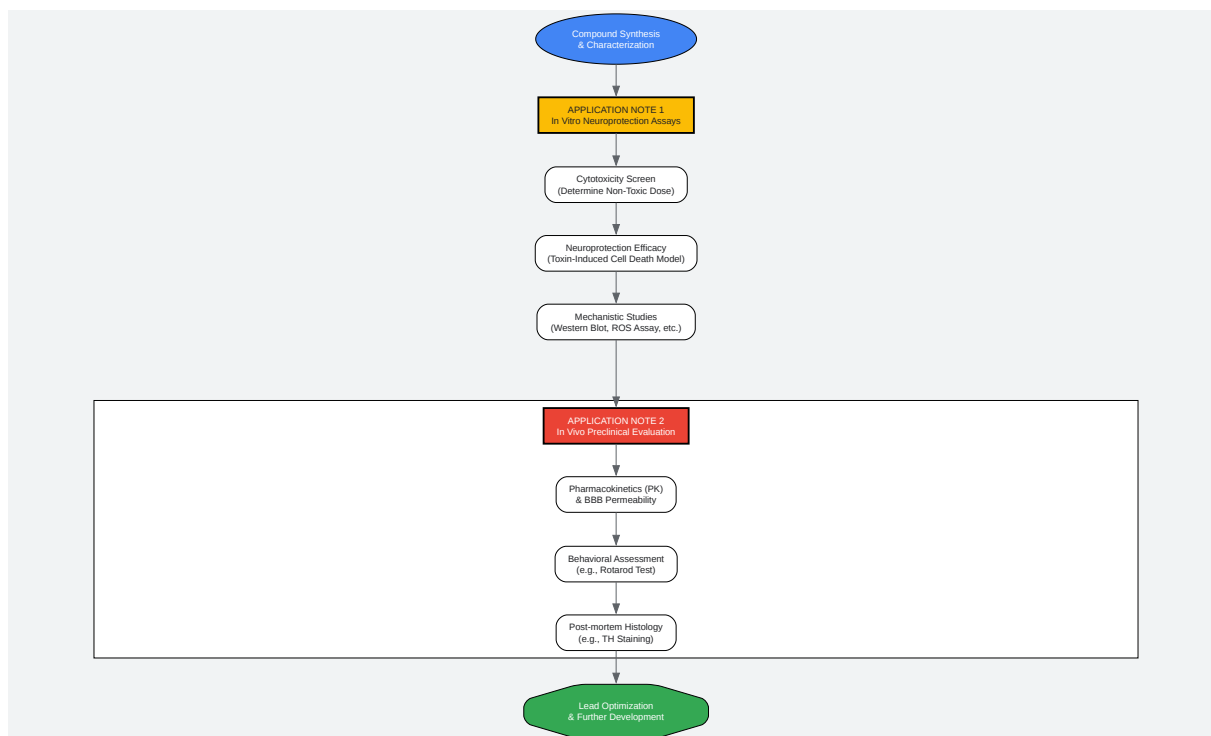 Compound Synthesis
& Characterization
APPLICATION NOTE 1
In Vitro Neuroprotection Assays
Cytotoxicity Screen
(Determine Non-Toxic Dose)
Neuroprotection Efficacy
(Toxin-Induced Cell Death Model)
Mechanistic Studies
(Western Blot, ROS Assay, etc.)
APPLICATION NOTE 2
In Vivo Preclinical Evaluation
Pharmacokinetics (PK)
& BBB Permeability
Behavioral Assessment
(e.g., Rotarod Test)
Post-mortem Histology
(e.g., TH Staining)
Lead Optimization
& Further Development